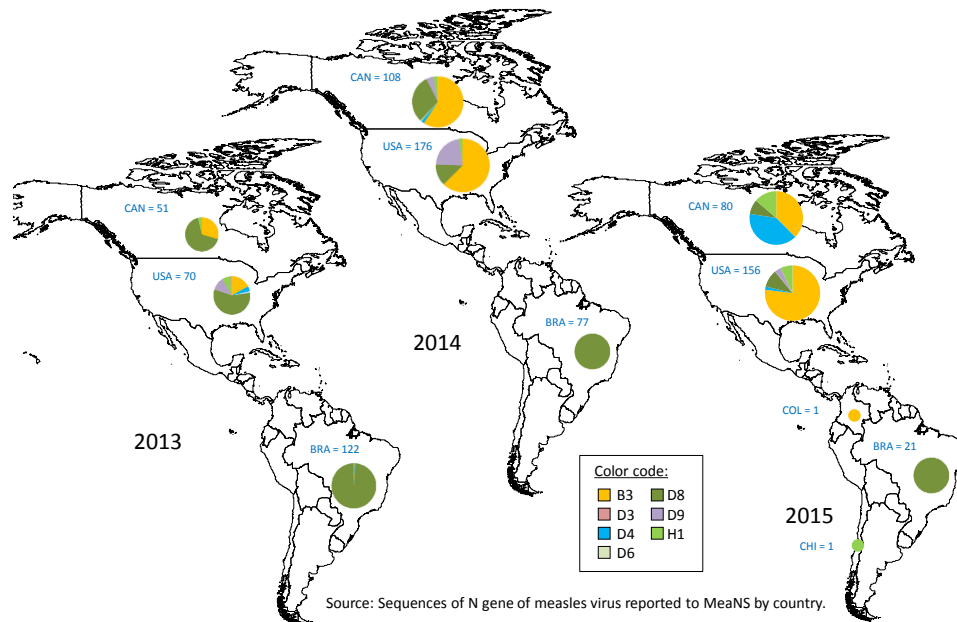 CAN = 108
USA = 176
BRA = 77
2014
CAN = 51
USA = 70
BRA = 122
2013
CAN = 80
USA = 156
COL = 1
BRA = 21
CHI = 1
2015
Color code:
B3 D8
D3 D9
D4 H1
D6
Source: Sequences of N gene of measles virus reported to MeaNS by country.